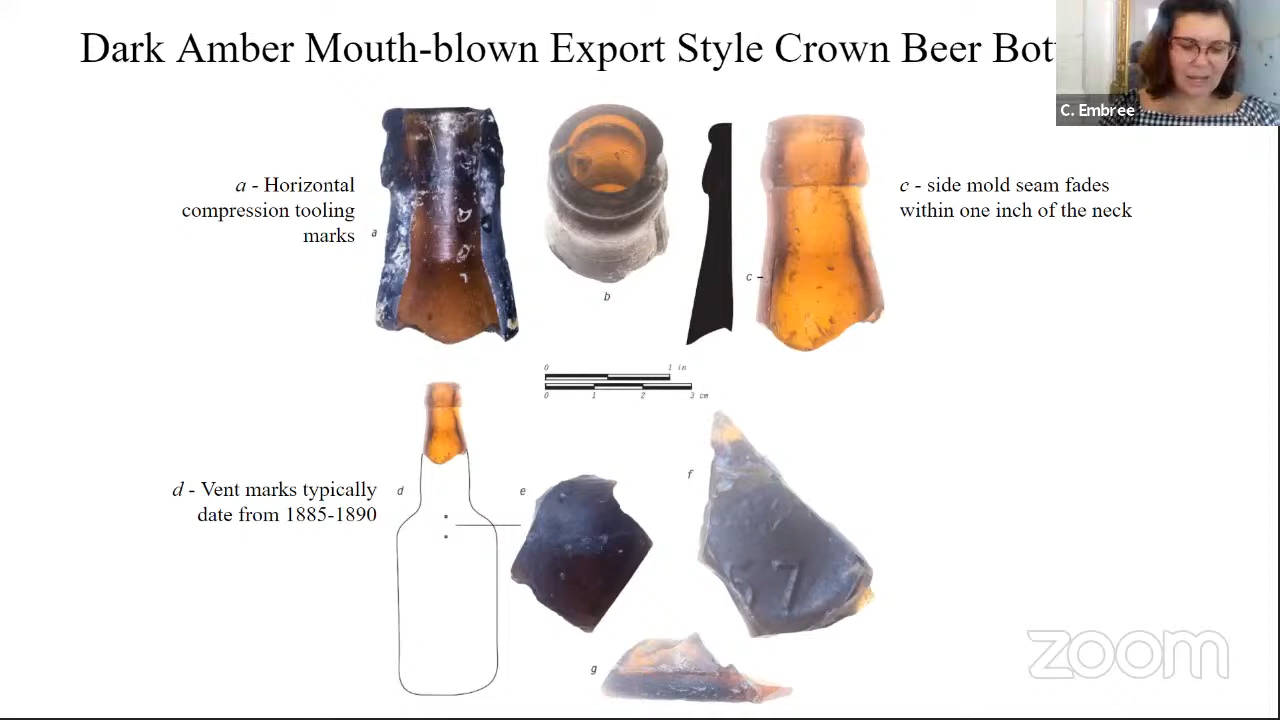 Dark Amber Mouth-blown Export Style Crown Beer
C. Embree
a - Horizontal
compression tooling
marks
a
b
c
c - side mold seam fades
within one inch of the neck
0 1 in
0 1 2 3 cm
d - Vent marks typically
date from 1885-1890
d
e
f
7
g
zoom